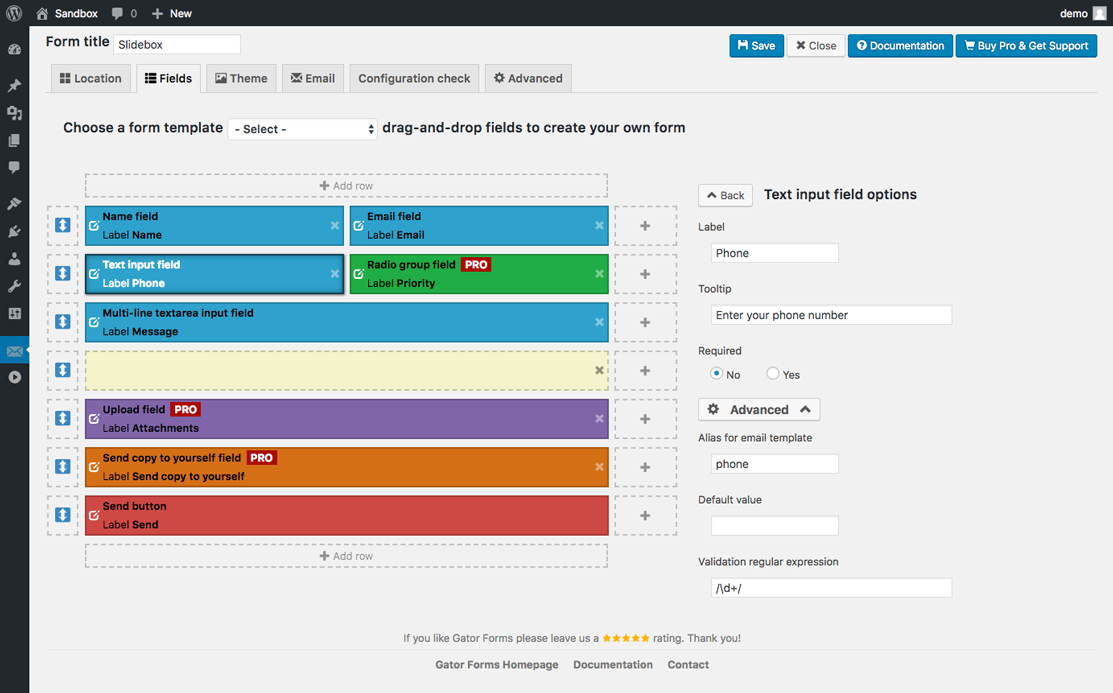 Sandbox 0 New demo
Form title Slidebox
Save Close Documentation Buy Pro & Get Support
Location Fields Theme Email Configuration check Advanced
Choose a form template - Select - drag-and-drop fields to create your own form
Add row
Name field
Label Name
Email field
Label Email
Text input field
Label Phone
Radio group field PRO
Label Priority
Multi-line textarea input field
Label Message
Upload field PRO
Label Attachments
Send copy to yourself field PRO
Label Send copy to yourself
Send button
Label Send
Add row
Back Text input field options
Label
Phone
Tooltip
Enter your phone number
Required
No Yes
Advanced
Alias for email template
phone
Default value
Validation regular expression
/\d+/
If you like Gator Forms please leave us a ★★★★★ rating. Thank you!
Gator Forms Homepage Documentation Contact